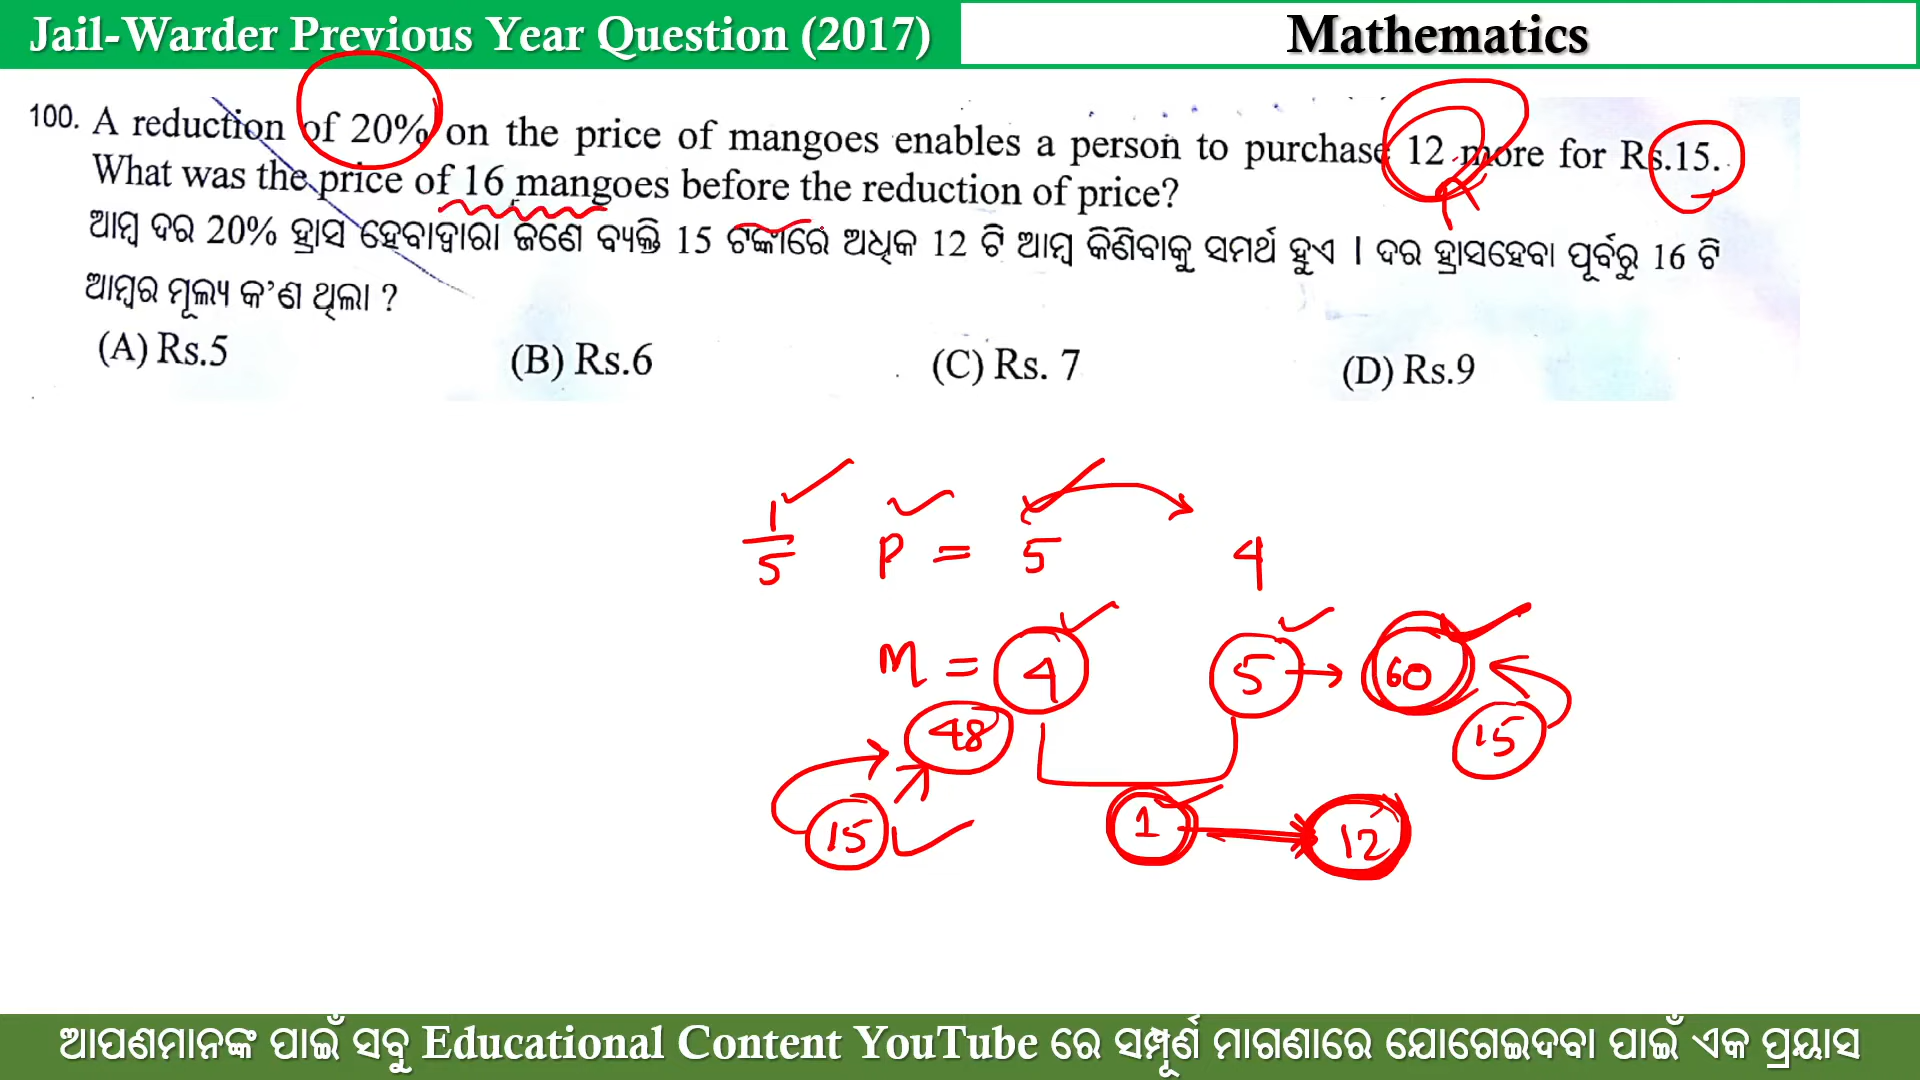 Jail-Warder Previous Year Question (2017)
Mathematics
100. A reduction of 20% on the price of mangoes enables a person to purchase 12 more for Rs.15.
What was the price of 16 mangoes before the reduction of price?
ଆମ୍ବ ଦର 20% ହ୍ରାସ ହେବାଦ୍ୱାରା ଜଣେ ବ୍ୟକ୍ତି 15 ଟଙ୍କାରେ ଅଧିକ 12 ଟି ଆମ୍ବ କିଣିବାକୁ ସମର୍ଥ ହୁଏ । ଦର ହ୍ରାସହେବା ପୂର୍ବରୁ 16 ଟି
ଆମ୍ବର ମୂଲ୍ୟ କ'ଣ ଥିଲା ?
(A) Rs.5 (B) Rs.6 (C) Rs. 7 (D) Rs.9
1/5 P = 5 4
M = 4 5 → 60
48 15
15 1 → 12
ଆପଣମାନଙ୍କ ପାଇଁ ସବୁ Educational Content YouTube ରେ ସମ୍ପୂର୍ଣ ମାଗଣାରେ ଯୋଗେଇଦବା ପାଇଁ ଏକ ପ୍ରୟାସ